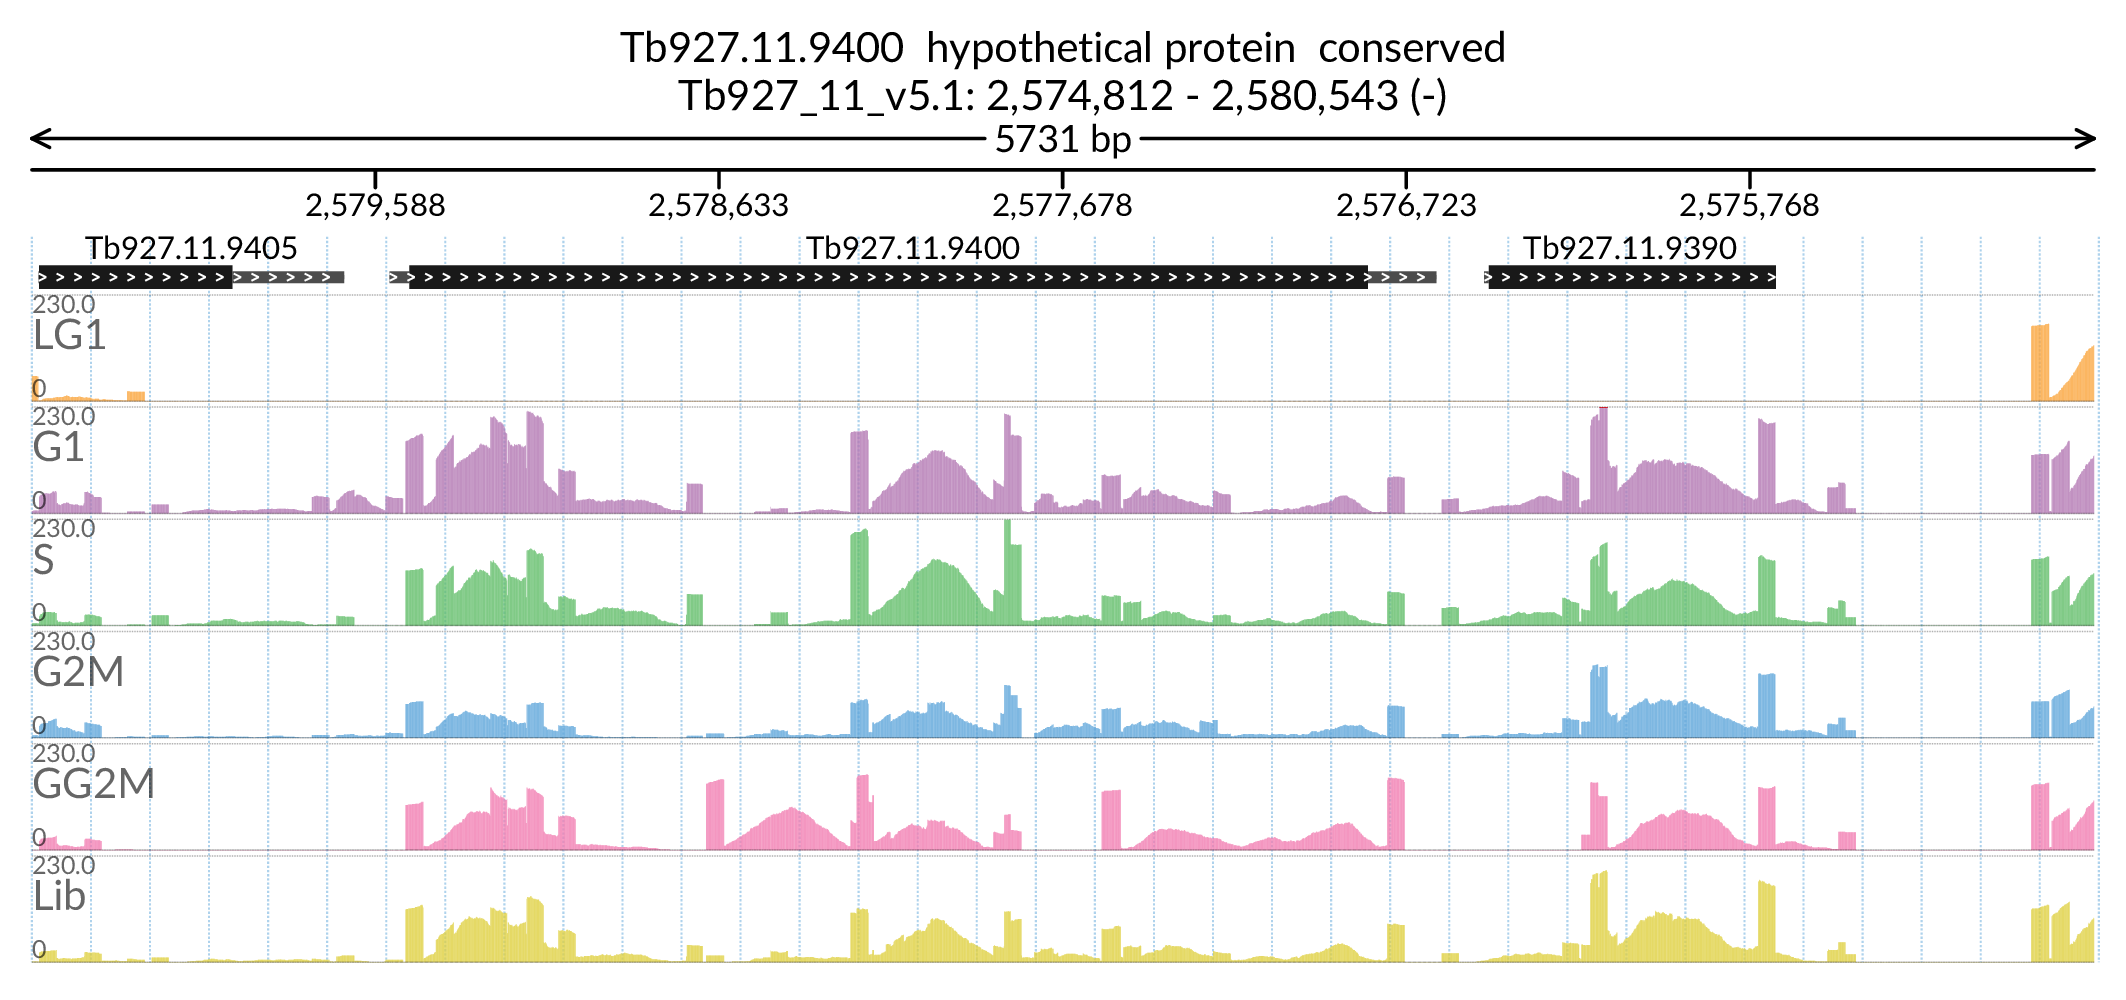 Tb927.11.9400  hypothetical protein  conserved
Tb927_11_v5.1: 2,574,812 - 2,580,543 (-)
5731 bp
2,579,588 2,578,633 2,577,678 2,576,723 2,575,768
Tb927.11.9405 Tb927.11.9400 Tb927.11.9390
230.0
LG1
0
230.0
G1
0
230.0
S
0
230.0
G2M
0
230.0
GG2M
0
230.0
Lib
0